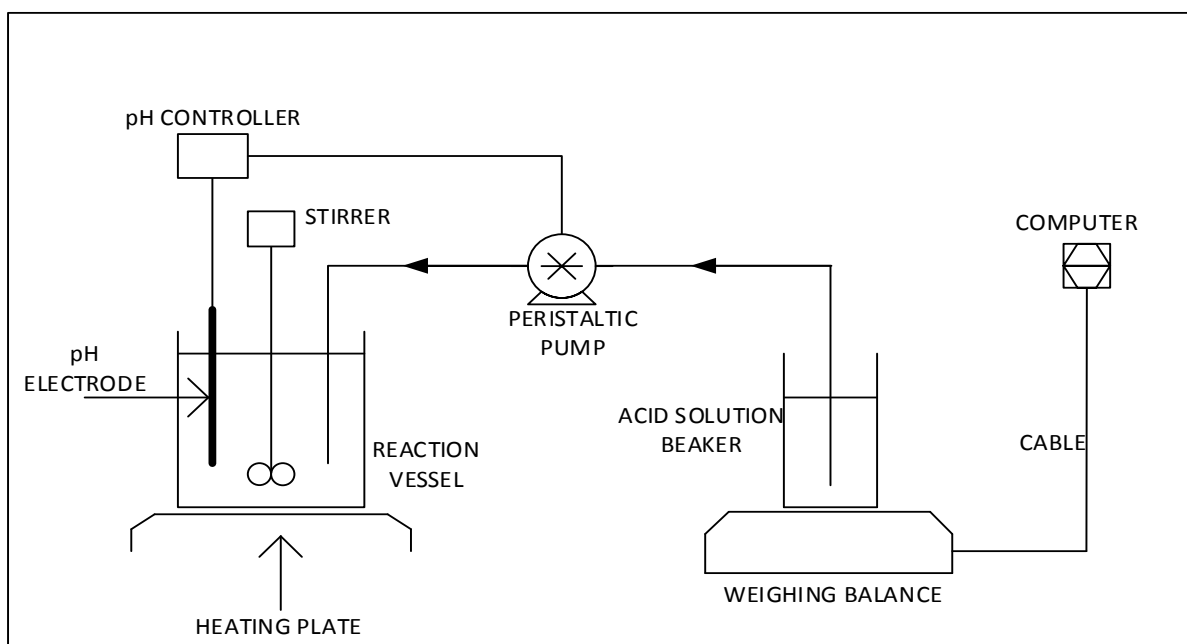 pH CONTROLLER
STIRRER
COMPUTER
PERISTALTIC
PUMP
pH
ELECTRODE
ACID SOLUTION
BEAKER
REACTION
VESSEL
CABLE
WEIGHING BALANCE
HEATING PLATE